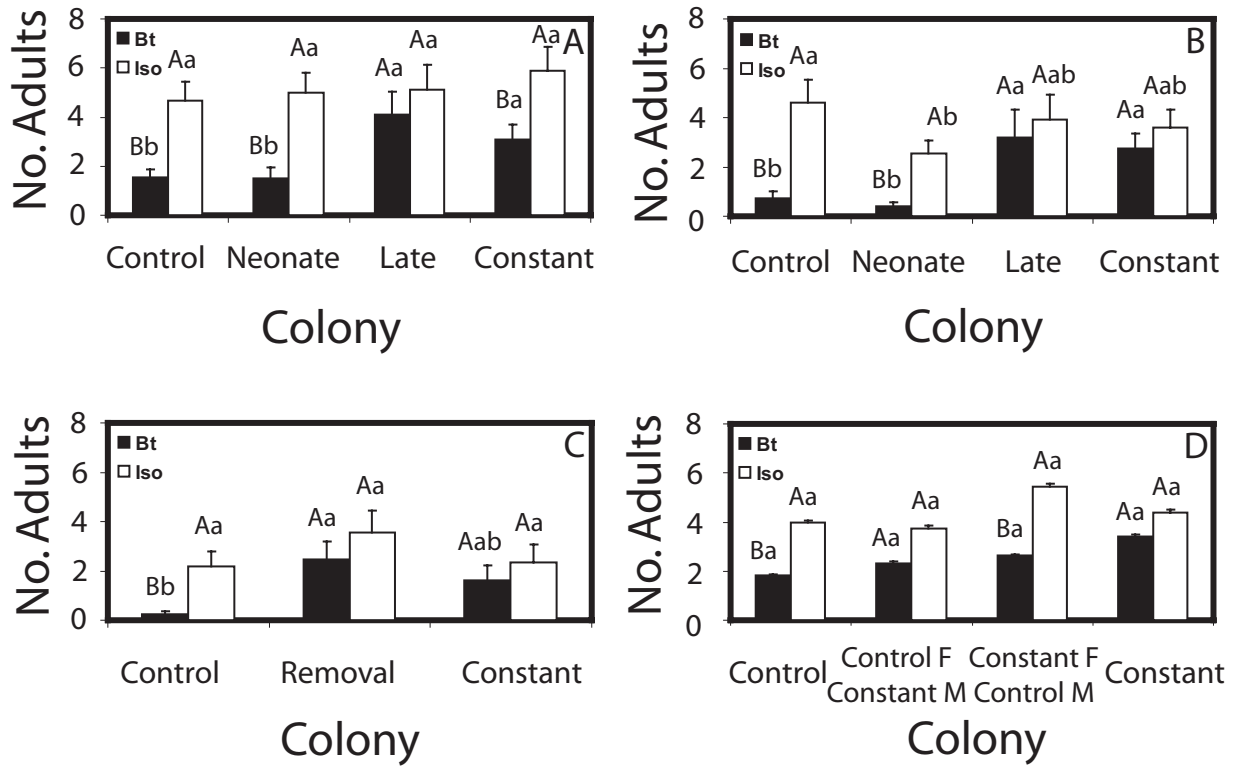 No. Adults
8
6
4
2
0
Bt
Iso
A
Bb
Aa
Bb
Aa
Aa
Aa
Ba
Aa
Control
Neonate
Late
Constant
Colony
No. Adults
8
6
4
2
0
Bt
Iso
B
Bb
Aa
Bb
Ab
Aa
Aab
Aa
Aab
Control
Neonate
Late
Constant
Colony
No. Adults
8
6
4
2
0
Bt
Iso
C
Bb
Aa
Aa
Aa
Aab
Aa
Control
Removal
Constant
Colony
No. Adults
8
6
4
2
0
Bt
Iso
D
Ba
Aa
Aa
Aa
Ba
Aa
Aa
Aa
Control
Control F
Constant M
Constant F
Control M
Constant
Colony